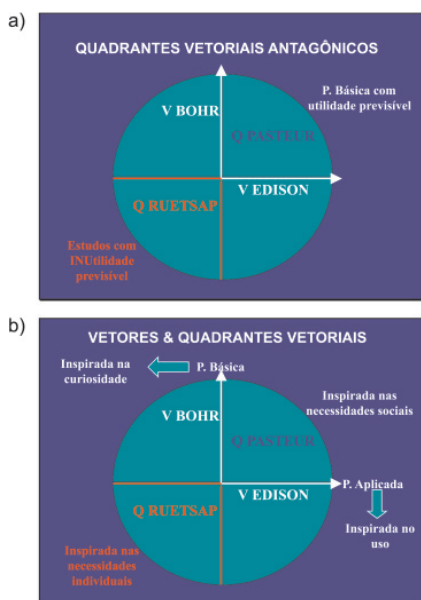 a)
QUADRANTES VETORIAIS ANTAGÔNICOS
P. Básica com
utilidade previsível
V BOHR
Q PASTEUR
V EDISON
Q RUETSAP
Estudos com
INUtilidade
previsível
b)
VETORES & QUADRANTES VETORIAIS
Inspirada na
curiosidade
P. Básica
V BOHR
Inspirada nas
necessidades sociais
Q PASTEUR
V EDISON
P. Aplicada
Q RUETSAP
Inspirada no
uso
Inspirada nas
necessidades
individuais